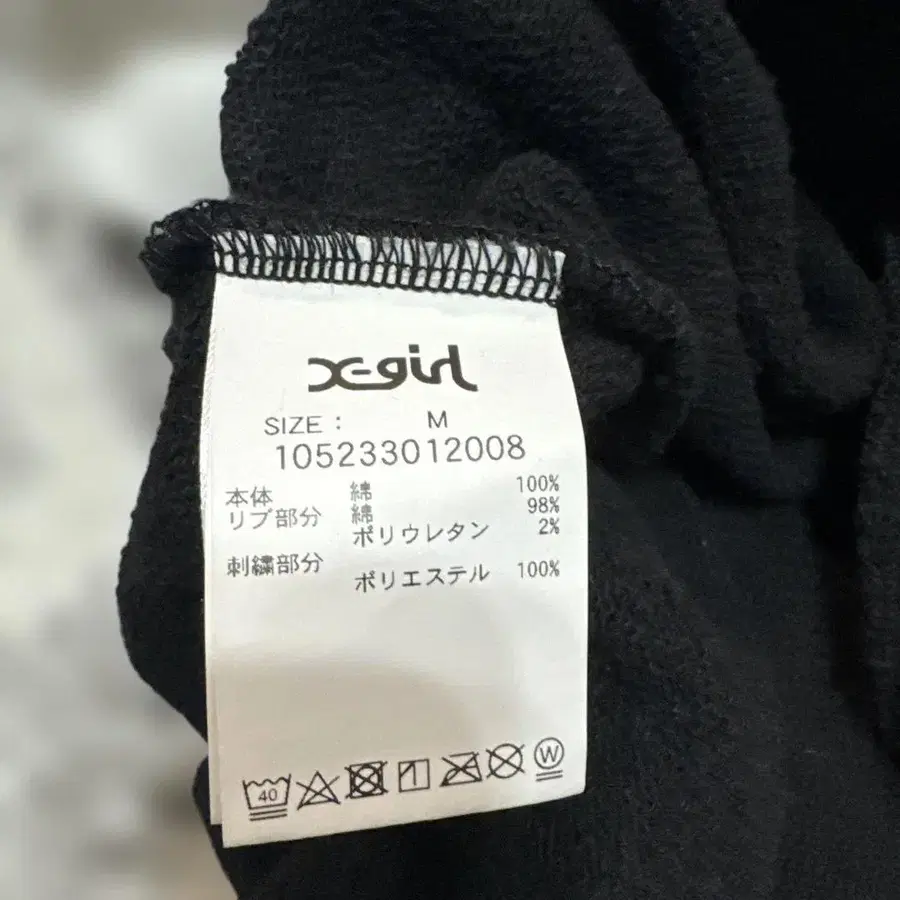 X-girl
SIZE : M
105233012008
本体 綿 100%
リブ部分 綿 98%
ポリウレタン 2%
刺繍部分 ポリエステル 100%
40
W